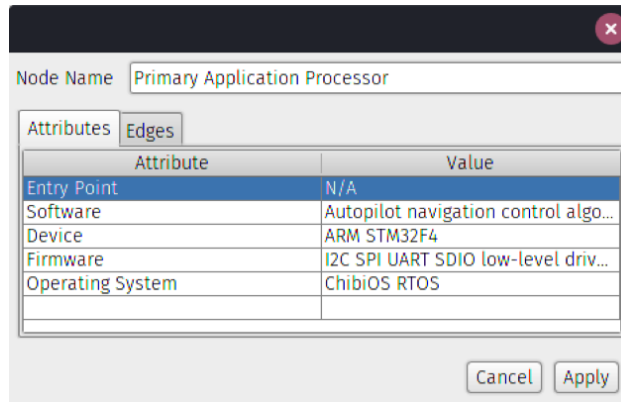 Node Name Primary Application Processor
Attributes Edges
Attribute Value
Entry Point N/A
Software Autopilot navigation control algo...
Device ARM STM32F4
Firmware I2C SPI UART SDIO low-level driv...
Operating System ChibiOS RTOS
Cancel Apply